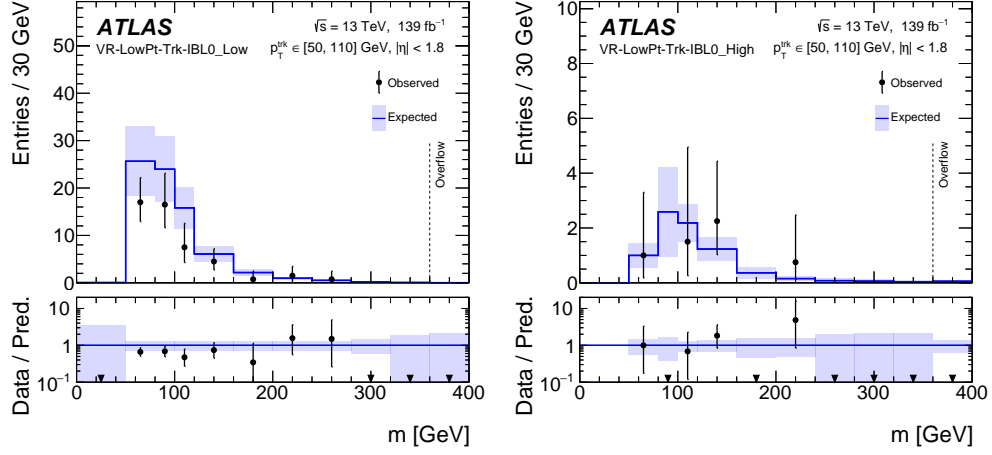 ATLAS
√s = 13 TeV, 139 fb⁻¹
VR-LowPt-Trk-IBL0_Low
p_T^trk ∈ [50, 110] GeV, |η| < 1.8
Observed
Expected
Overflow
Entries / 30 GeV
50
40
30
20
10
0
Data / Pred.
10
1
10⁻¹
0
100
200
300
400
m [GeV]
ATLAS
√s = 13 TeV, 139 fb⁻¹
VR-LowPt-Trk-IBL0_High
p_T^trk ∈ [50, 110] GeV, |η| < 1.8
Observed
Expected
Overflow
Entries / 30 GeV
10
8
6
4
2
0
Data / Pred.
10
1
10⁻¹
0
100
200
300
400
m [GeV]